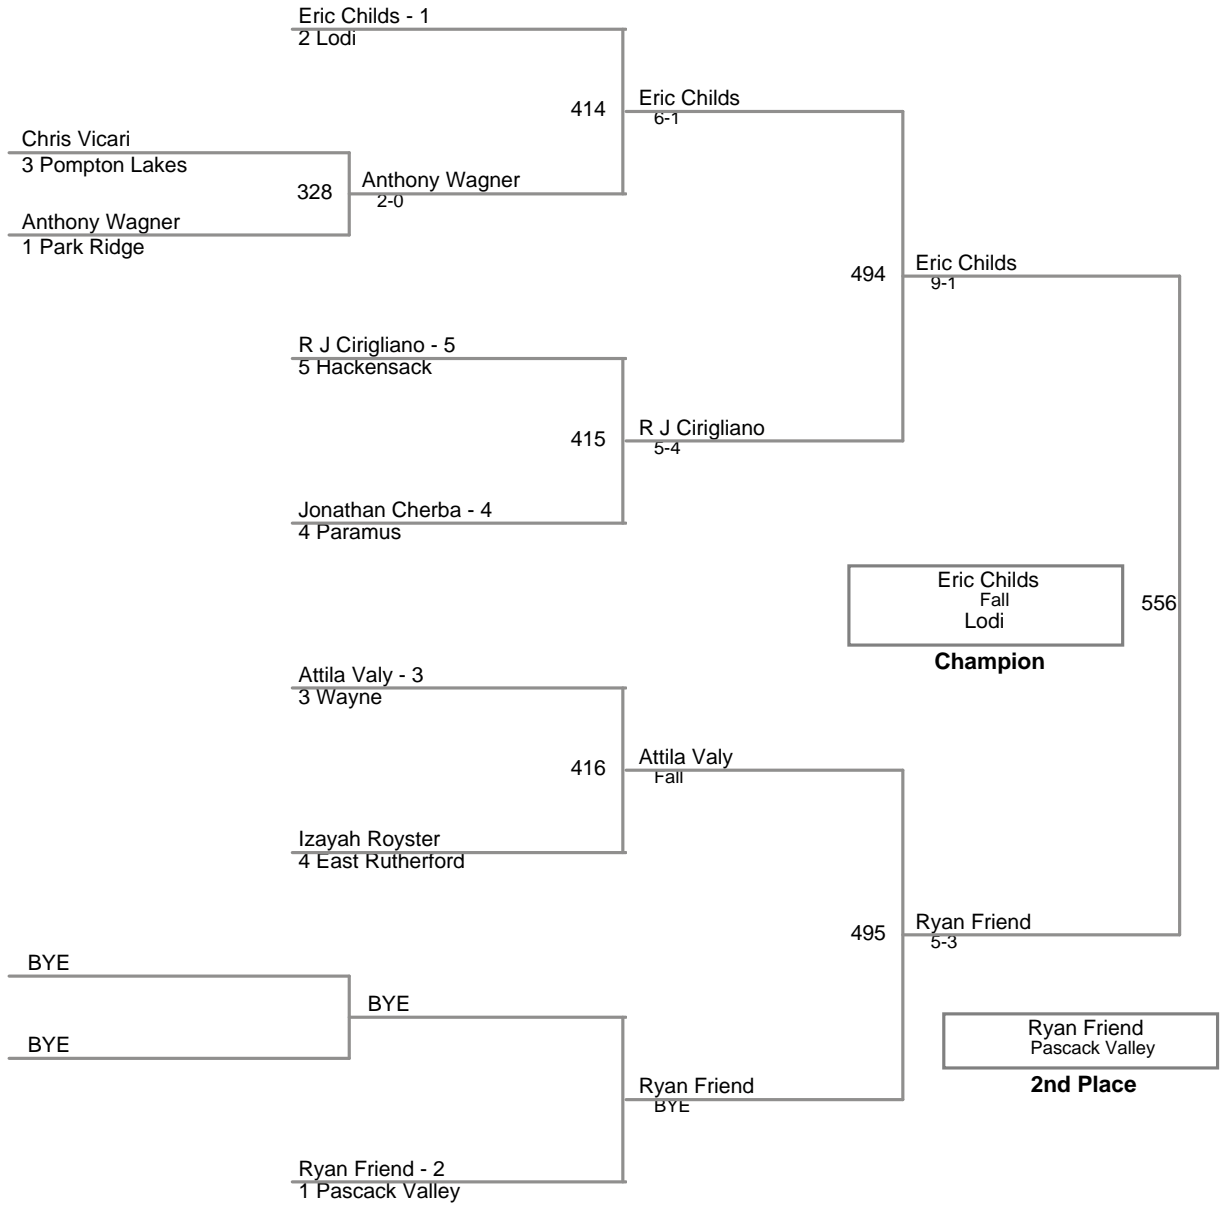 Eric Childs - 1
2 Lodi
414
Eric Childs
6-1
Chris Vicari
3 Pompton Lakes
328
Anthony Wagner
2-0
Anthony Wagner
1 Park Ridge
494
Eric Childs
9-1
R J Cirigliano - 5
5 Hackensack
415
R J Cirigliano
5-4
Jonathan Cherba - 4
4 Paramus
Eric Childs
Fall
Lodi
Champion
556
Attila Valy - 3
3 Wayne
416
Attila Valy
Fall
Izayah Royster
4 East Rutherford
495
Ryan Friend
5-3
BYE
BYE
BYE
Ryan Friend
Pascack Valley
2nd Place
Ryan Friend
BYE
Ryan Friend - 2
1 Pascack Valley